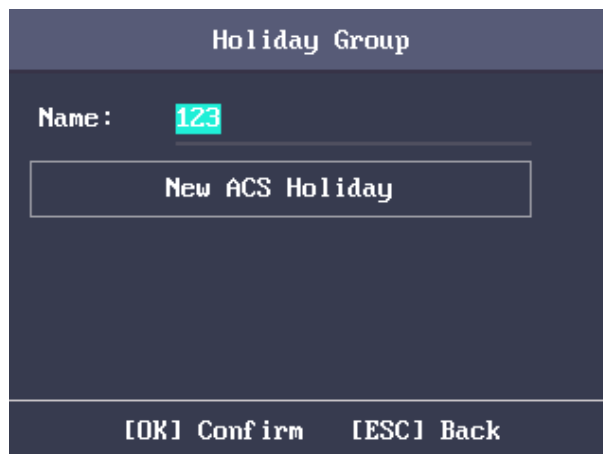 Holiday Group
Name: 123
New ACS Holiday
[OK] Confirm [ESC] Back